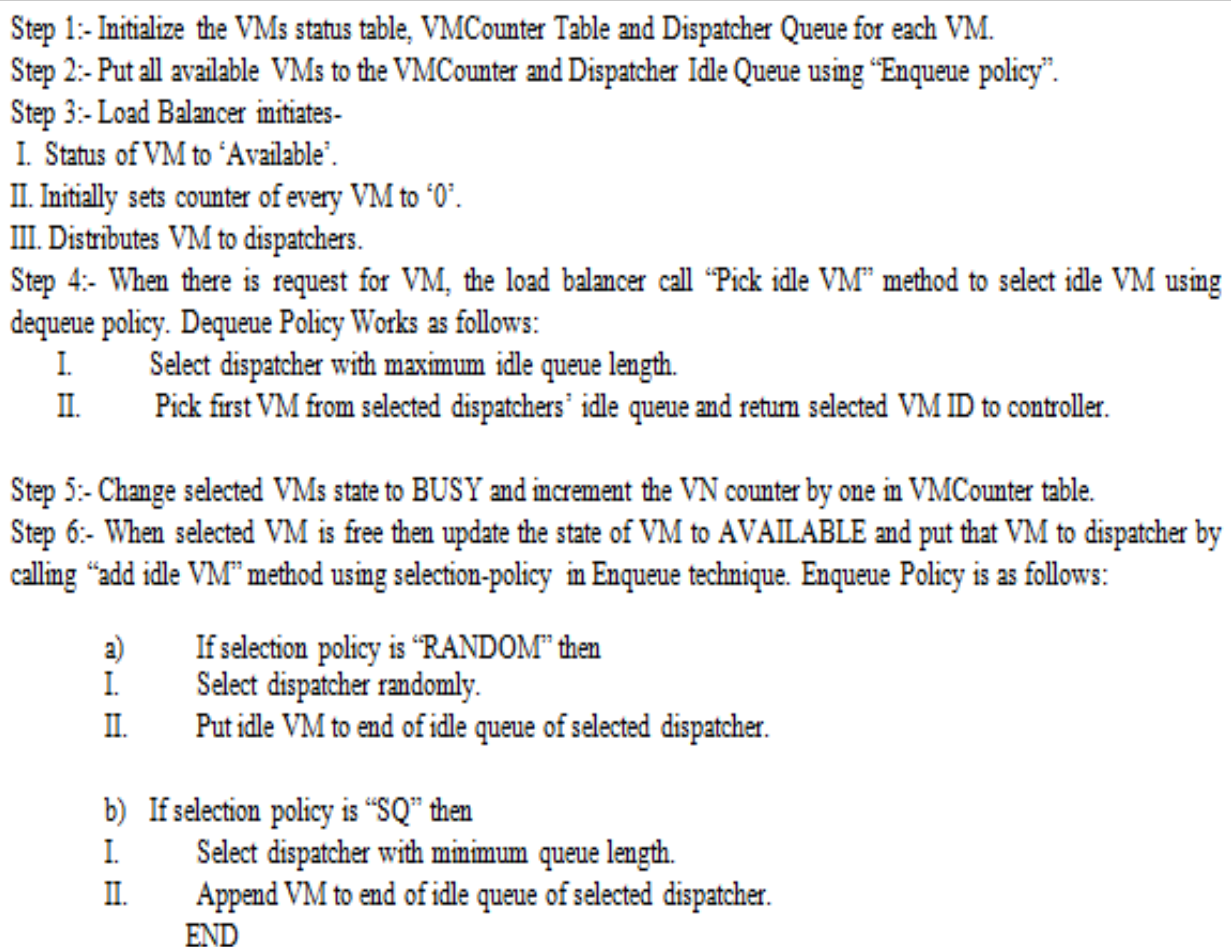 Step 1:- Initialize the VMs status table, VMCounter Table and Dispatcher Queue for each VM.
Step 2:- Put all available VMs to the VMCounter and Dispatcher Idle Queue using “Enqueue policy”.
Step 3:- Load Balancer initiates-
I. Status of VM to ‘Available’.
II. Initially sets counter of every VM to ‘0’.
III. Distributes VM to dispatchers.
Step 4:- When there is request for VM, the load balancer call “Pick idle VM” method to select idle VM using
dequeue policy. Dequeue Policy Works as follows:
I. Select dispatcher with maximum idle queue length.
II. Pick first VM from selected dispatchers’ idle queue and return selected VM ID to controller.
Step 5:- Change selected VMs state to BUSY and increment the VN counter by one in VMCounter table.
Step 6:- When selected VM is free then update the state of VM to AVAILABLE and put that VM to dispatcher by
calling “add idle VM” method using selection-policy in Enqueue technique. Enqueue Policy is as follows:
a) If selection policy is “RANDOM” then
I. Select dispatcher randomly.
II. Put idle VM to end of idle queue of selected dispatcher.
b) If selection policy is “SQ” then
I. Select dispatcher with minimum queue length.
II. Append VM to end of idle queue of selected dispatcher.
END